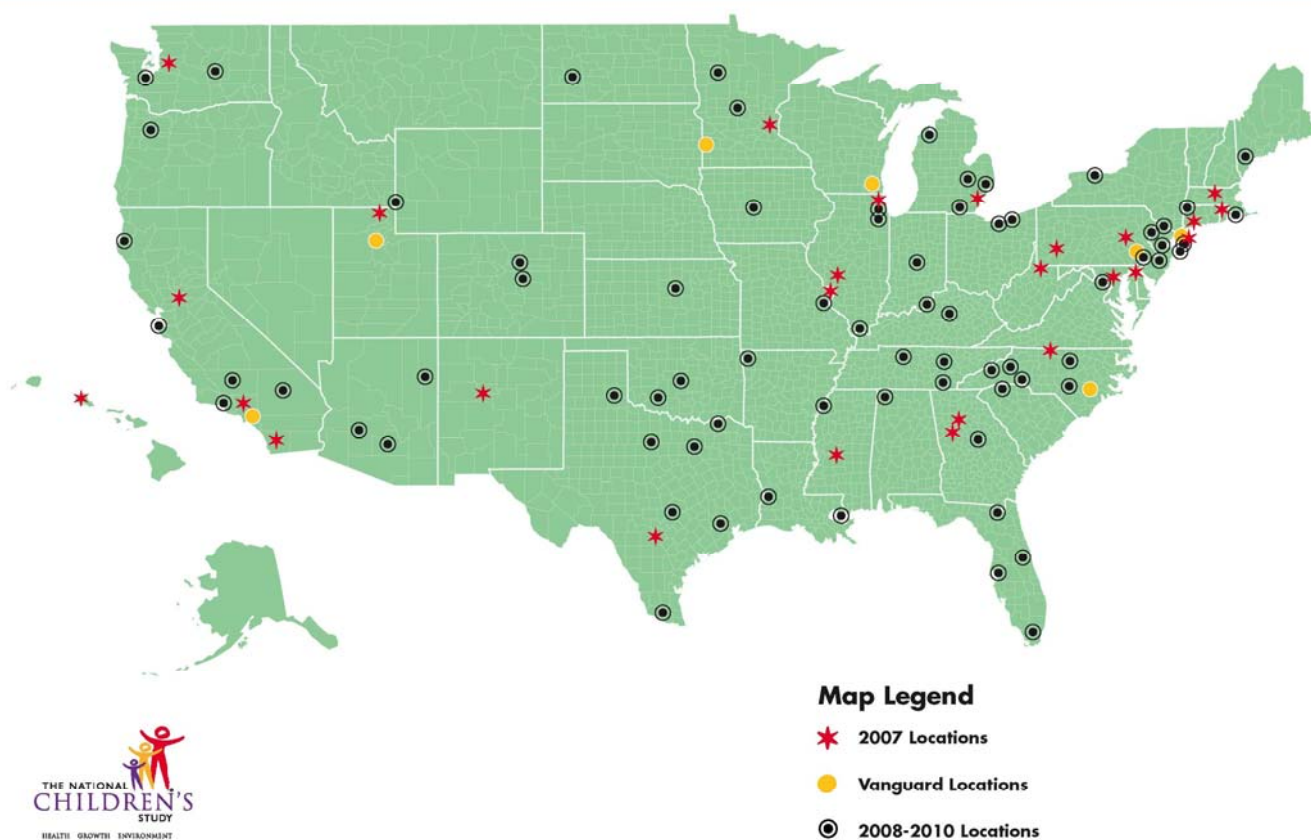 Map Legend
2007 Locations
Vanguard Locations
2008-2010 Locations
THE NATIONAL
CHILDREN'S
STUDY
HEALTH GROWTH ENVIRONMENT